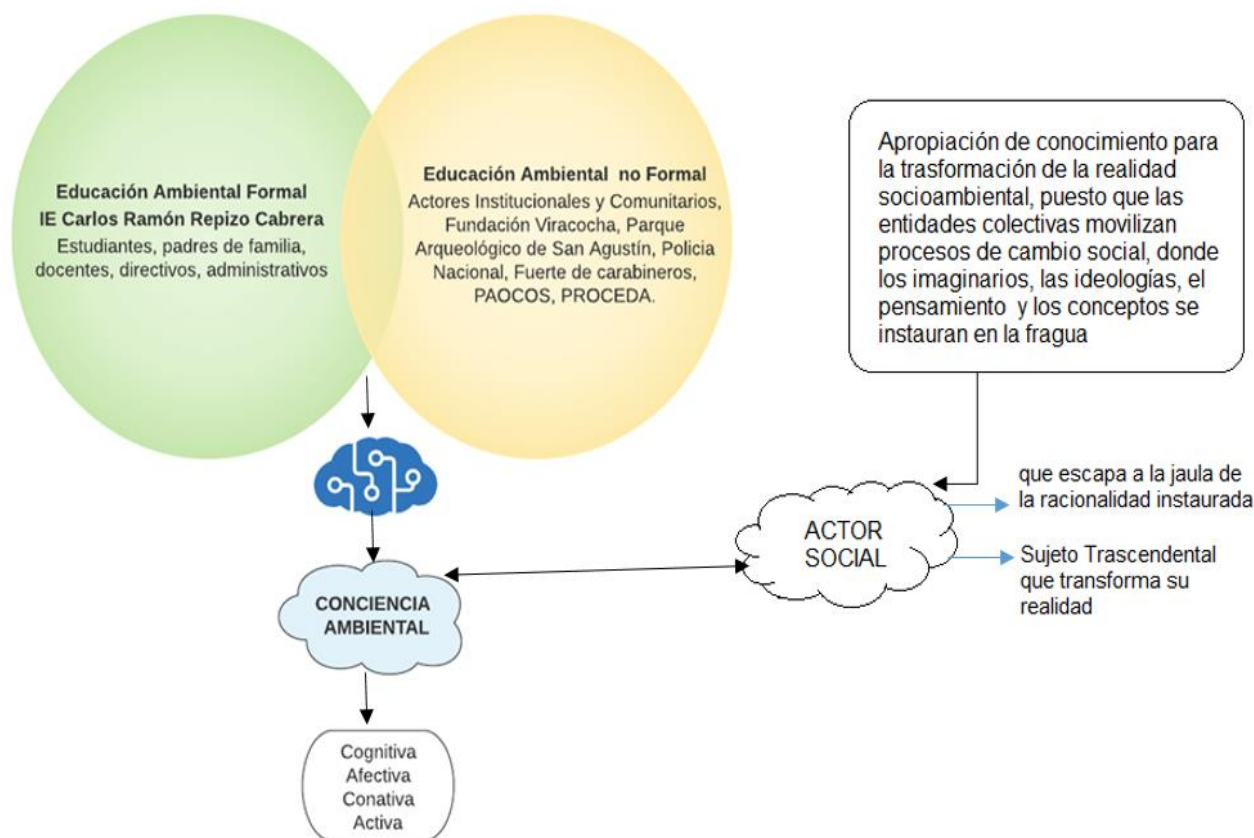 Educación Ambiental Formal
IE Carlos Ramón Repizo Cabrera
Estudiantes, padres de familia,
docentes, directivos, administrativos
Educación Ambiental no Formal
Actores Institucionales y Comunitarios,
Fundación Viracocha, Parque
Arqueológico de San Agustín, Policia
Nacional, Fuerte de carabineros,
PAOCOS, PROCEDA.
Apropiación de conocimiento para
la trasformación de la realidad
socioambiental, puesto que las
entidades colectivas movilizan
procesos de cambio social, donde
los imaginarios, las ideologías, el
pensamiento y los conceptos se
instauran en la fragua
CONCIENCIA
AMBIENTAL
ACTOR
SOCIAL
que escapa a la jaula de
la racionalidad instaurada
Sujeto Trascendental
que transforma su
realidad
Cognitiva
Afectiva
Conativa
Activa